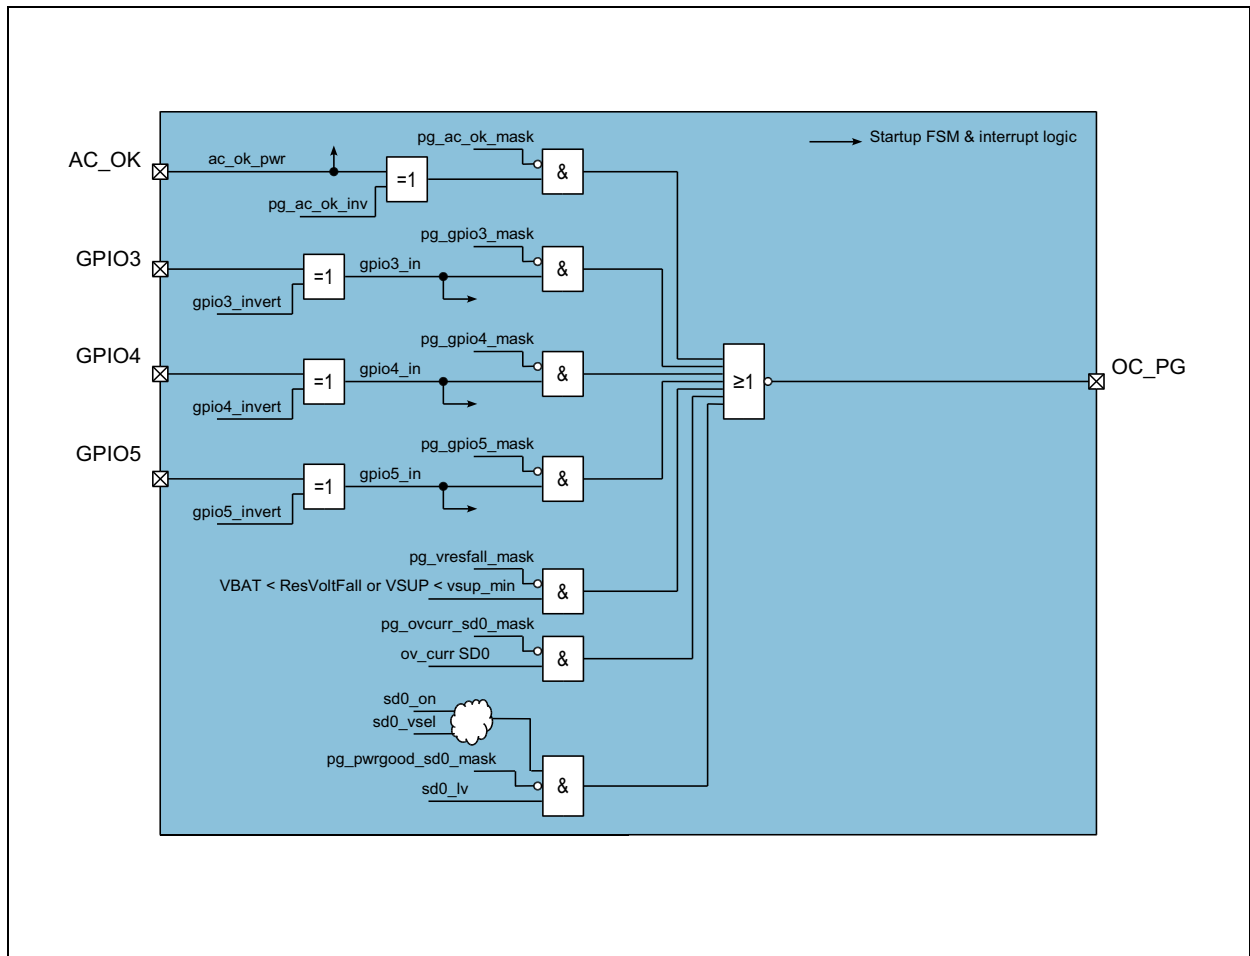 pg_ac_ok_mask
Startup FSM & interrupt logic
AC_OK
ac_ok_pwr
=1
&
pg_ac_ok_inv
pg_gpio3_mask
GPIO3
gpio3_in
=1
&
gpio3_invert
pg_gpio4_mask
GPIO4
gpio4_in
=1
&
gpio4_invert
≥1
OC_PG
pg_gpio5_mask
GPIO5
gpio5_in
=1
&
gpio5_invert
pg_vresfall_mask
VBAT < ResVoltFall or VSUP < vsup_min
&
pg_ovcurr_sd0_mask
ov_curr SD0
&
sd0_on
sd0_vsel
pg_pwrgood_sd0_mask
sd0_lv
&